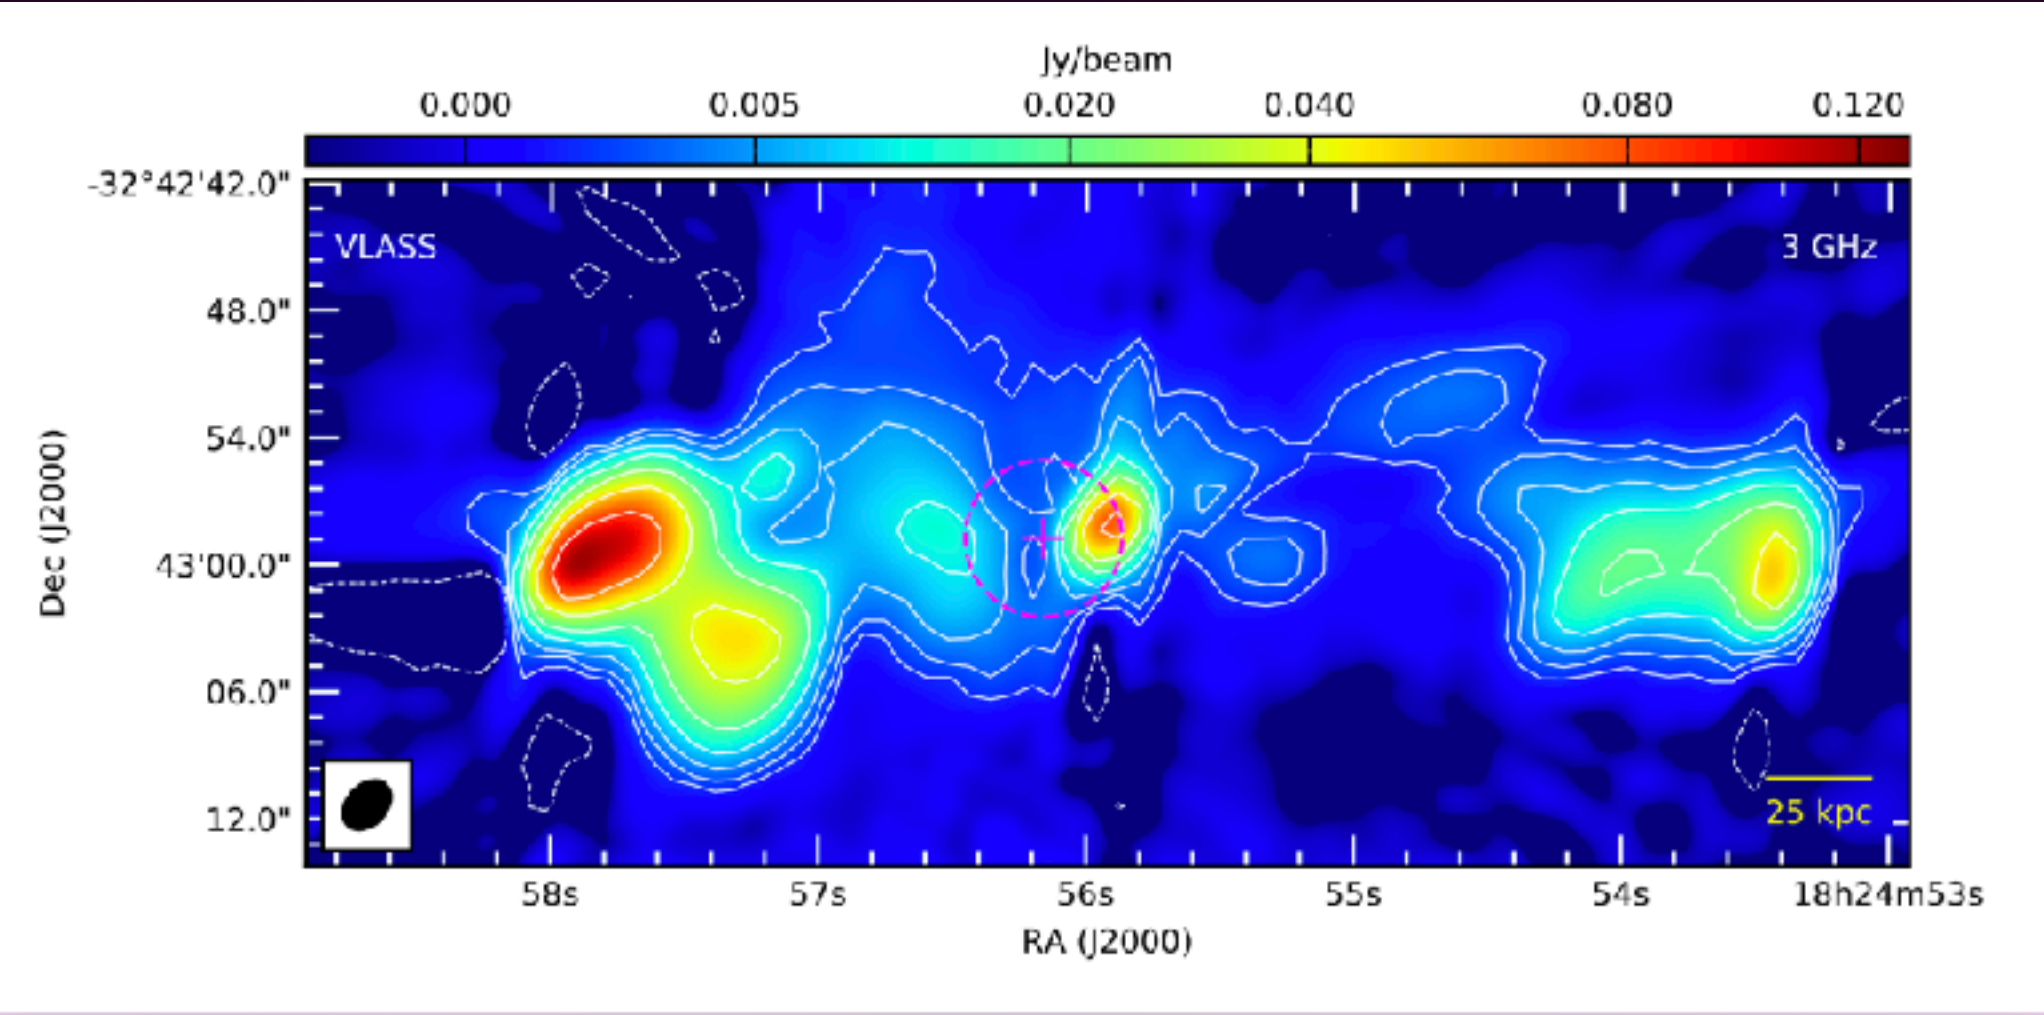 Jy/beam
0.000 0.005 0.020 0.040 0.080 0.120
-32°42'42.0"
VLASS 3 GHz
48.0"
54.0"
Dec (J2000)
43'00.0"
06.0"
12.0"
25 kpc
58s 57s 56s 55s 54s 18h24m53s
RA (J2000)